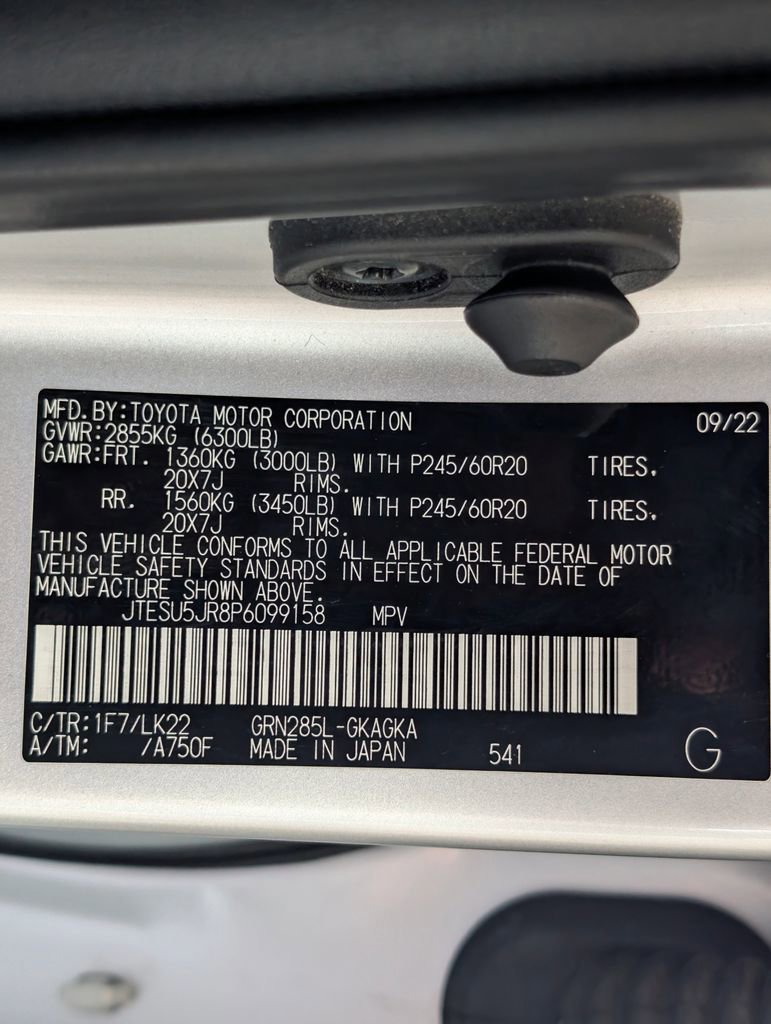 MFD.BY:TOYOTA MOTOR CORPORATION 09/22
GVWR:2855KG (6300LB)
GAWR:FRT. 1360KG (3000LB) WITH P245/60R20 TIRES,
20X7J RIMS.
RR. 1560KG (3450LB) WITH P245/60R20 TIRES,
20X7J RIMS.
THIS VEHICLE CONFORMS TO ALL APPLICABLE FEDERAL MOTOR
VEHICLE SAFETY STANDARDS IN EFFECT ON THE DATE OF
MANUFACTURE SHOWN ABOVE.
JTESU5JR8P6099158 MPV
C/TR:1F7/LK22 GRN285L-GKAGKA
A/TM: /A750F MADE IN JAPAN 541 G